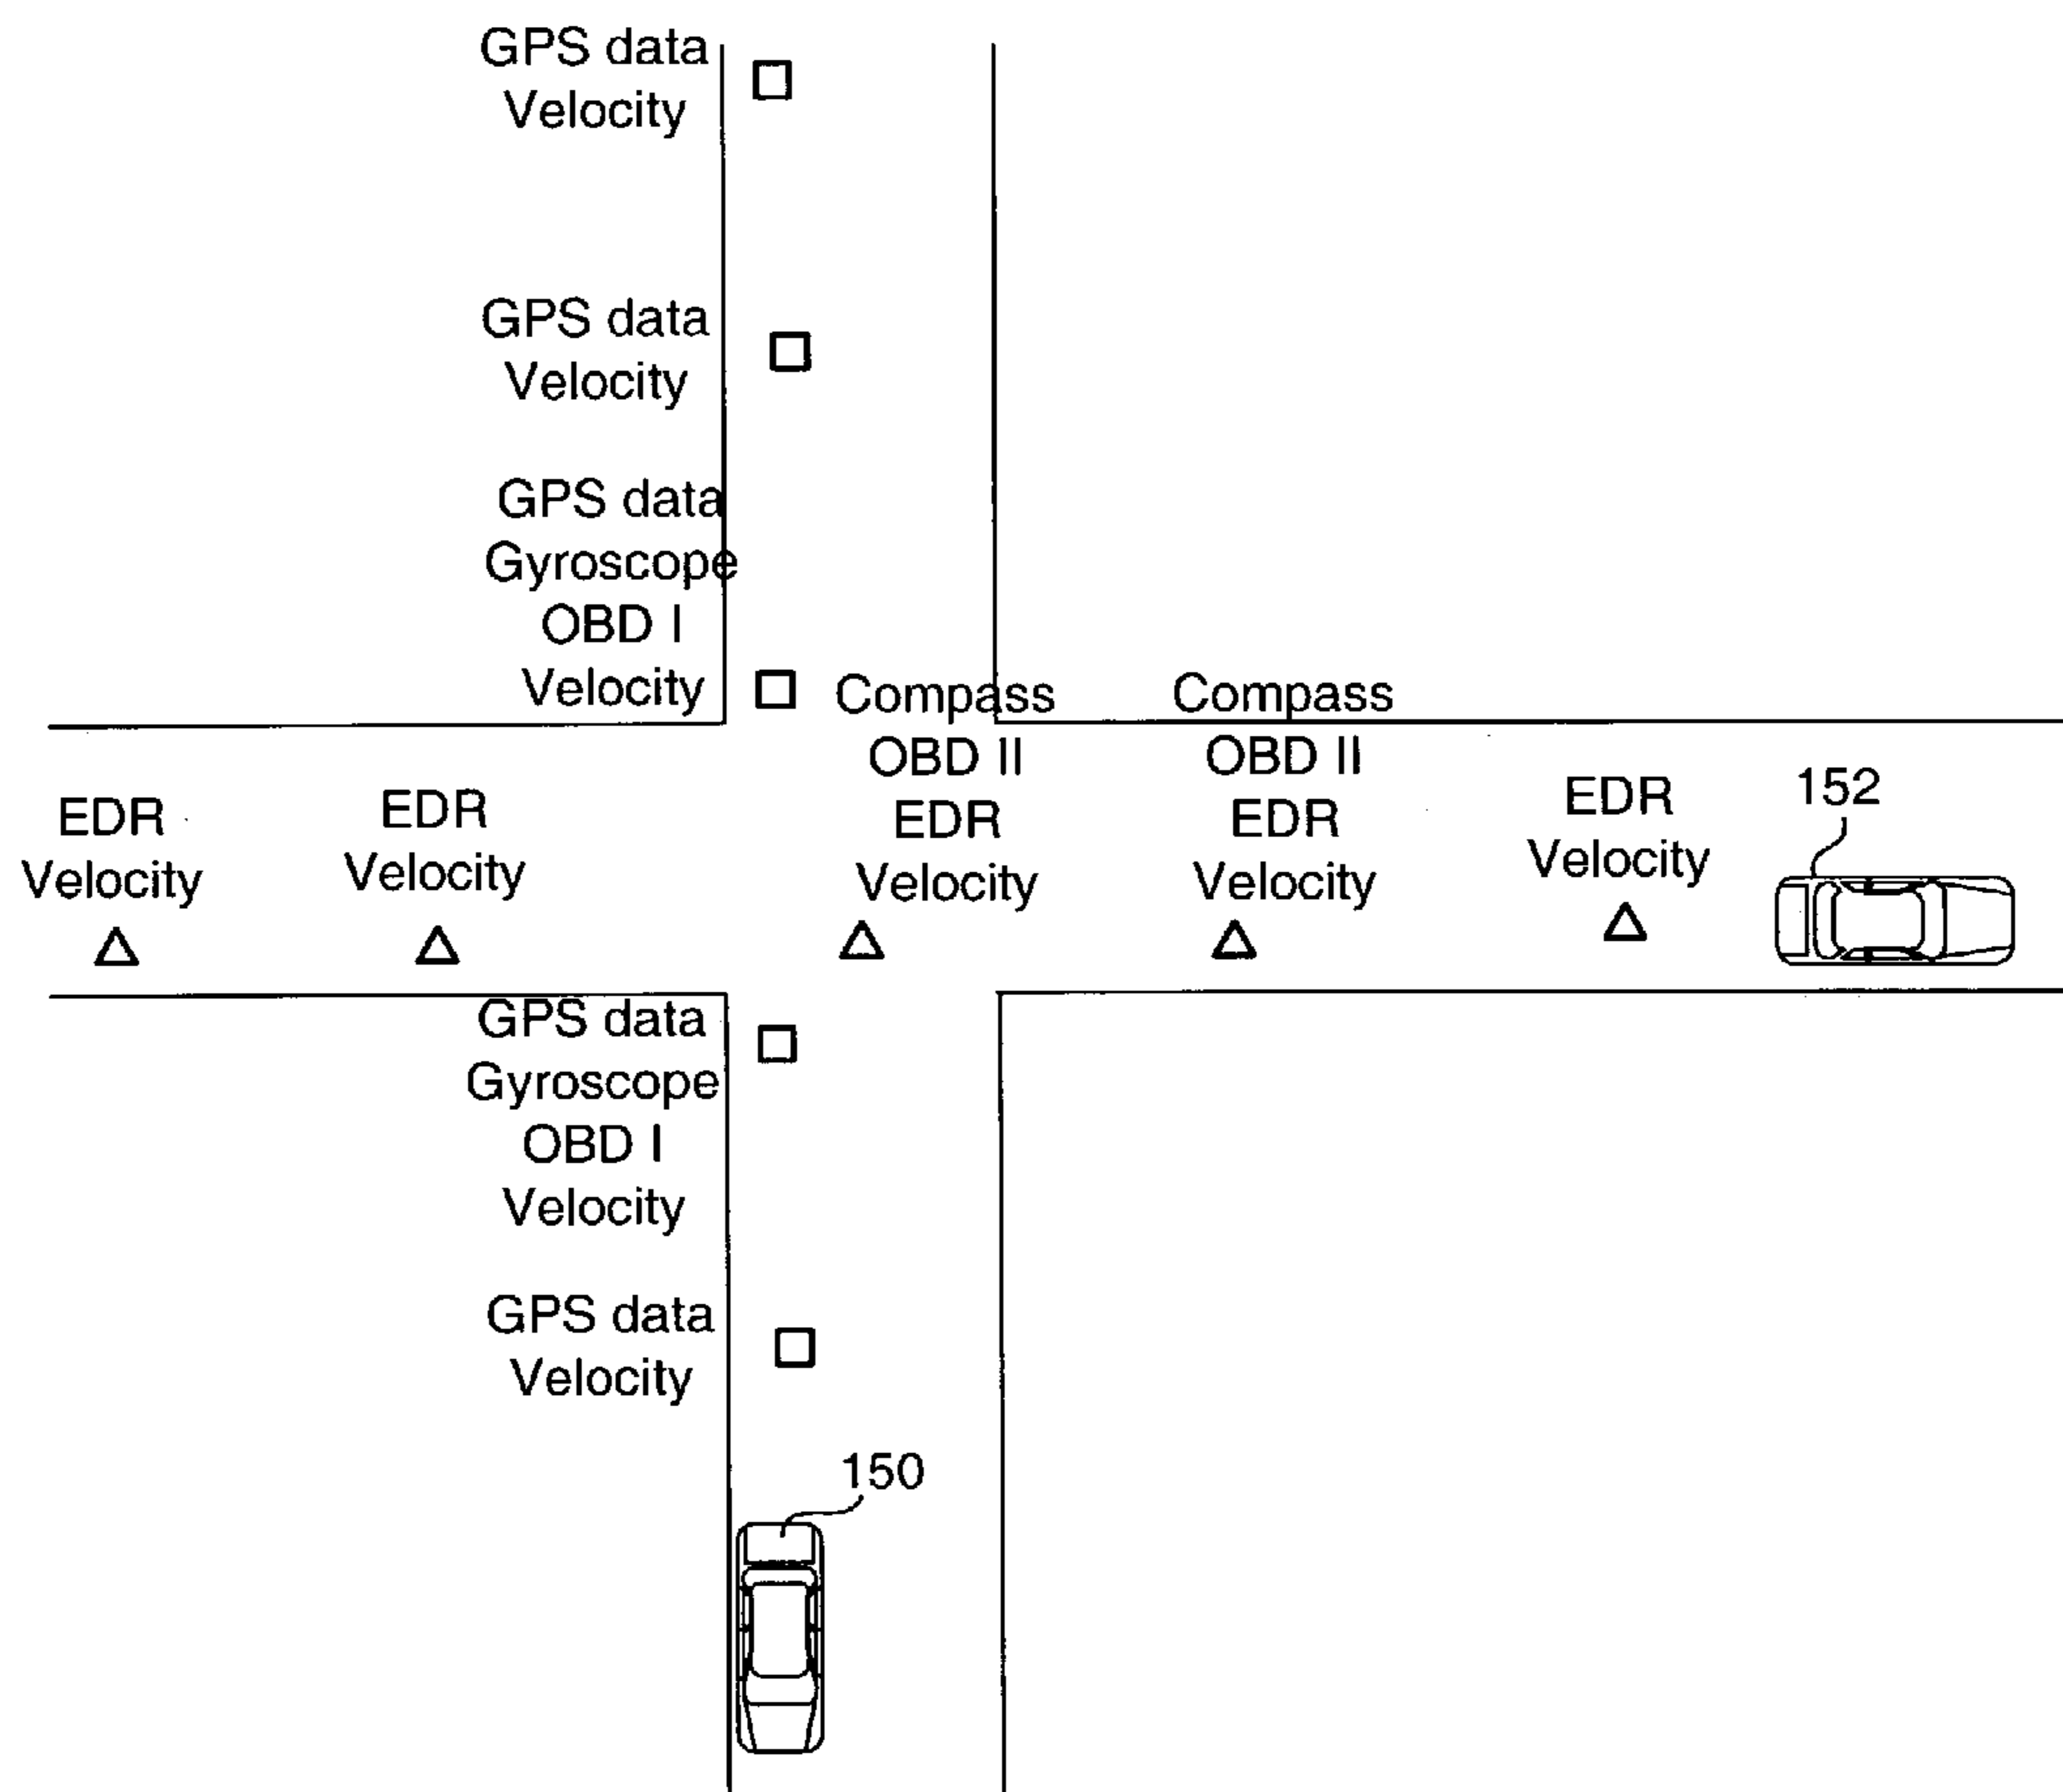 GPS data
Velocity
GPS data
Velocity
GPS data
Gyroscope
OBD I
Velocity
Compass
OBD II
EDR
Velocity
Compass
OBD II
EDR
Velocity
EDR
Velocity
152
EDR
Velocity
EDR
Velocity
GPS data
Gyroscope
OBD I
Velocity
GPS data
Velocity
150